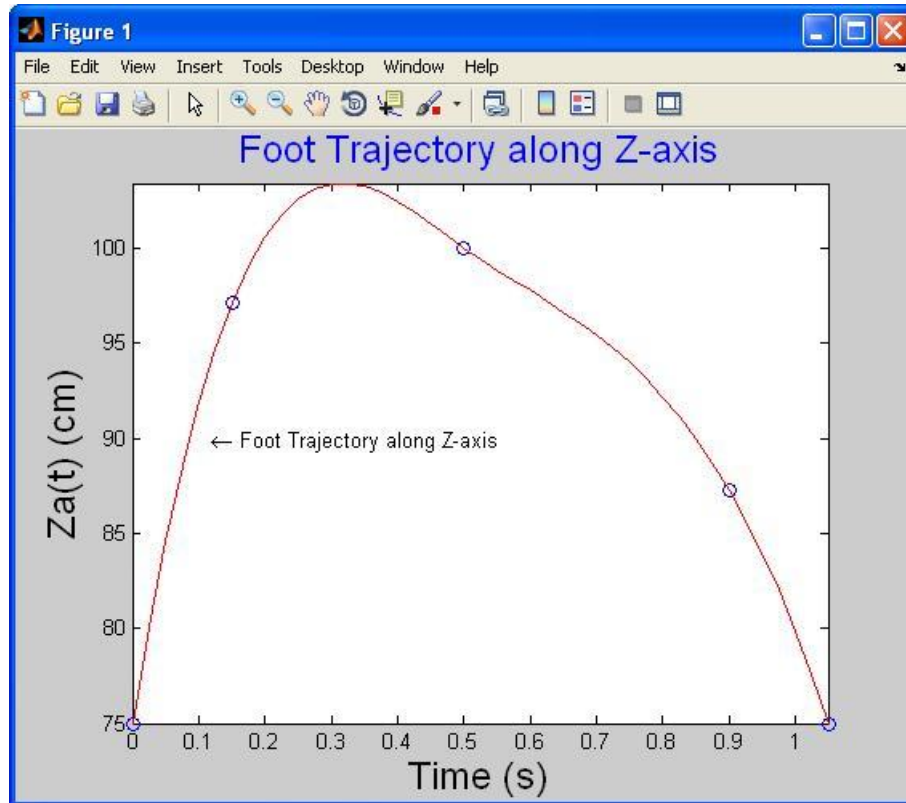 Figure 1
File Edit View Insert Tools Desktop Window Help
Foot Trajectory along Z-axis
100
95
90
85
80
75
Za(t) (cm)
← Foot Trajectory along Z-axis
0 0.1 0.2 0.3 0.4 0.5 0.6 0.7 0.8 0.9 1
Time (s)